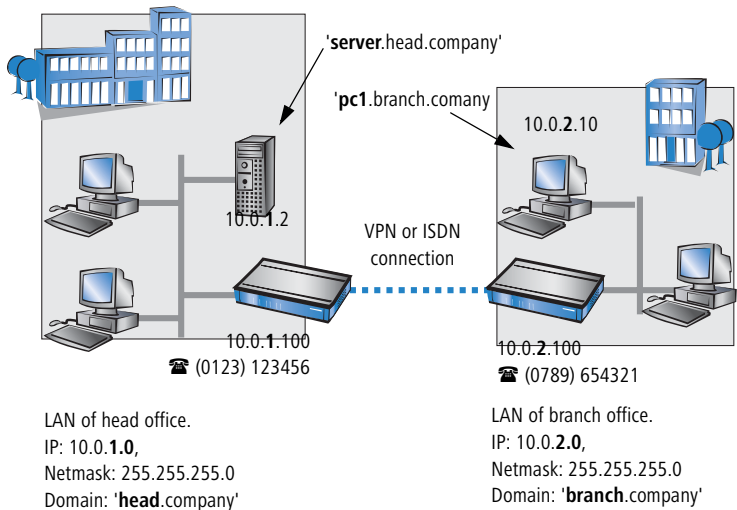 'server.head.company'
'pc1.branch.comany
10.0.2.10
10.0.1.2
VPN or ISDN
connection
10.0.1.100
☎ (0123) 123456
10.0.2.100
☎ (0789) 654321
LAN of head office.
IP: 10.0.1.0,
Netmask: 255.255.255.0
Domain: 'head.company'
LAN of branch office.
IP: 10.0.2.0,
Netmask: 255.255.255.0
Domain: 'branch.company'